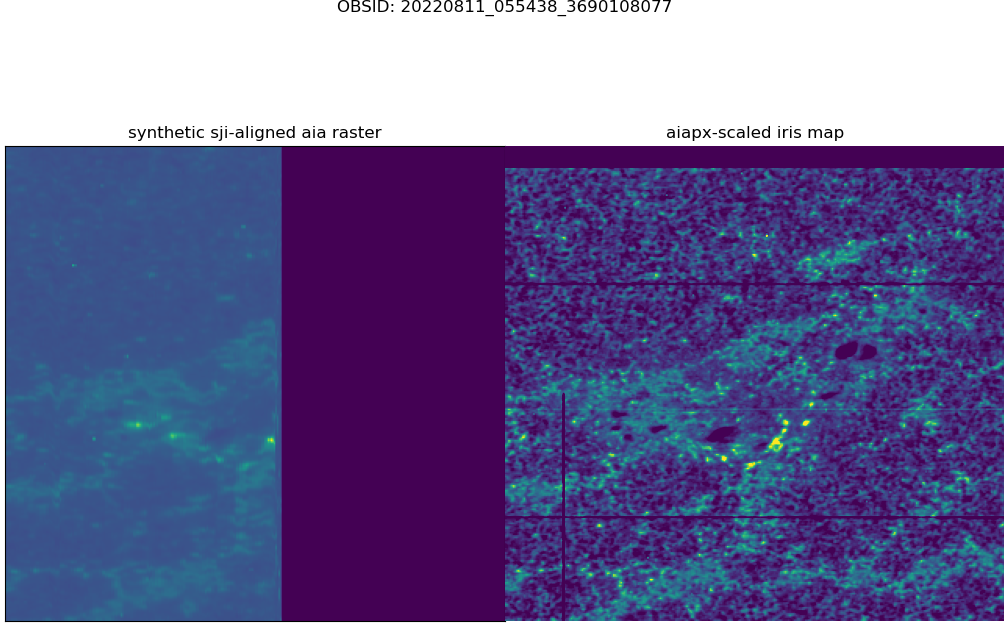 OBSID: 20220811_055438_3690108077
synthetic sji-aligned aia raster
aiapx-scaled iris map